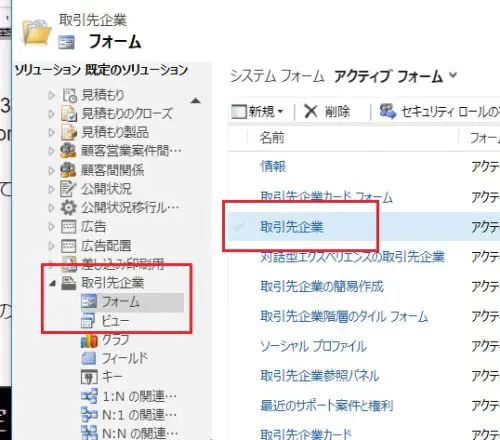 取引先企業
フォーム
ソリューション 既定のソリューション
見積もり
見積もりのクローズ
見積もり製品
顧客営業案件間…
顧客間関係
公開状況
公開状況移行ル…
広告
広告配置
差し込み印刷用
取引先企業
フォーム
ビュー
グラフ
フィールド
キー
1:N の関連…
N:1 の関連…
N:N の関連…
システム フォーム アクティブ フォーム
新規 削除 セキュリティ ロールの
名前 フォー
情報 アクテ
取引先企業カード フォーム アクテ
取引先企業 アクテ
対話型エクスペリエンスの取引先企業 アクテ
取引先企業の簡易作成 アクテ
取引先企業階層のタイル フォーム アクテ
ソーシャル プロファイル アクテ
取引先企業参照パネル アクテ
最近のサポート案件と権利 アクテ
取引先企業カード アクテ